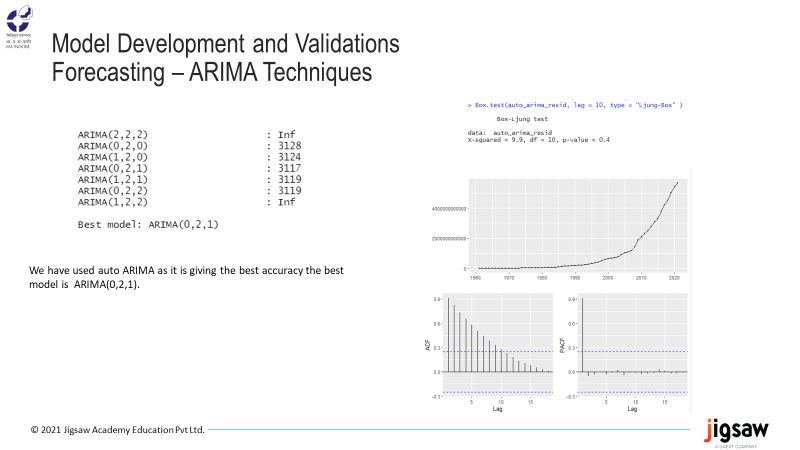 IIM INDORE
Model Development and Validations
Forecasting – ARIMA Techniques
ARIMA(2,2,2) : Inf
ARIMA(0,2,0) : 3128
ARIMA(1,2,0) : 3124
ARIMA(0,2,1) : 3117
ARIMA(1,2,1) : 3119
ARIMA(0,2,2) : 3119
ARIMA(1,2,2) : Inf
Best model: ARIMA(0,2,1)
We have used auto ARIMA as it is giving the best accuracy the best
model is ARIMA(0,2,1).
> Box.test(auto_arima_resid, lag = 10, type = "Ljung-Box" )
Box-Ljung test
data: auto_arima_resid
X-squared = 9.9, df = 10, p-value = 0.4
0
1960 1970 1980 1990 2000 2010 2020
0.9
0.6
0.3
0.0
-0.3
ACF
5 10 15
Lag
0.9
0.6
0.3
0.0
-0.3
PACF
5 10 15
Lag
© 2021 Jigsaw Academy Education Pvt Ltd.
jigsaw
A UNEXT COMPANY